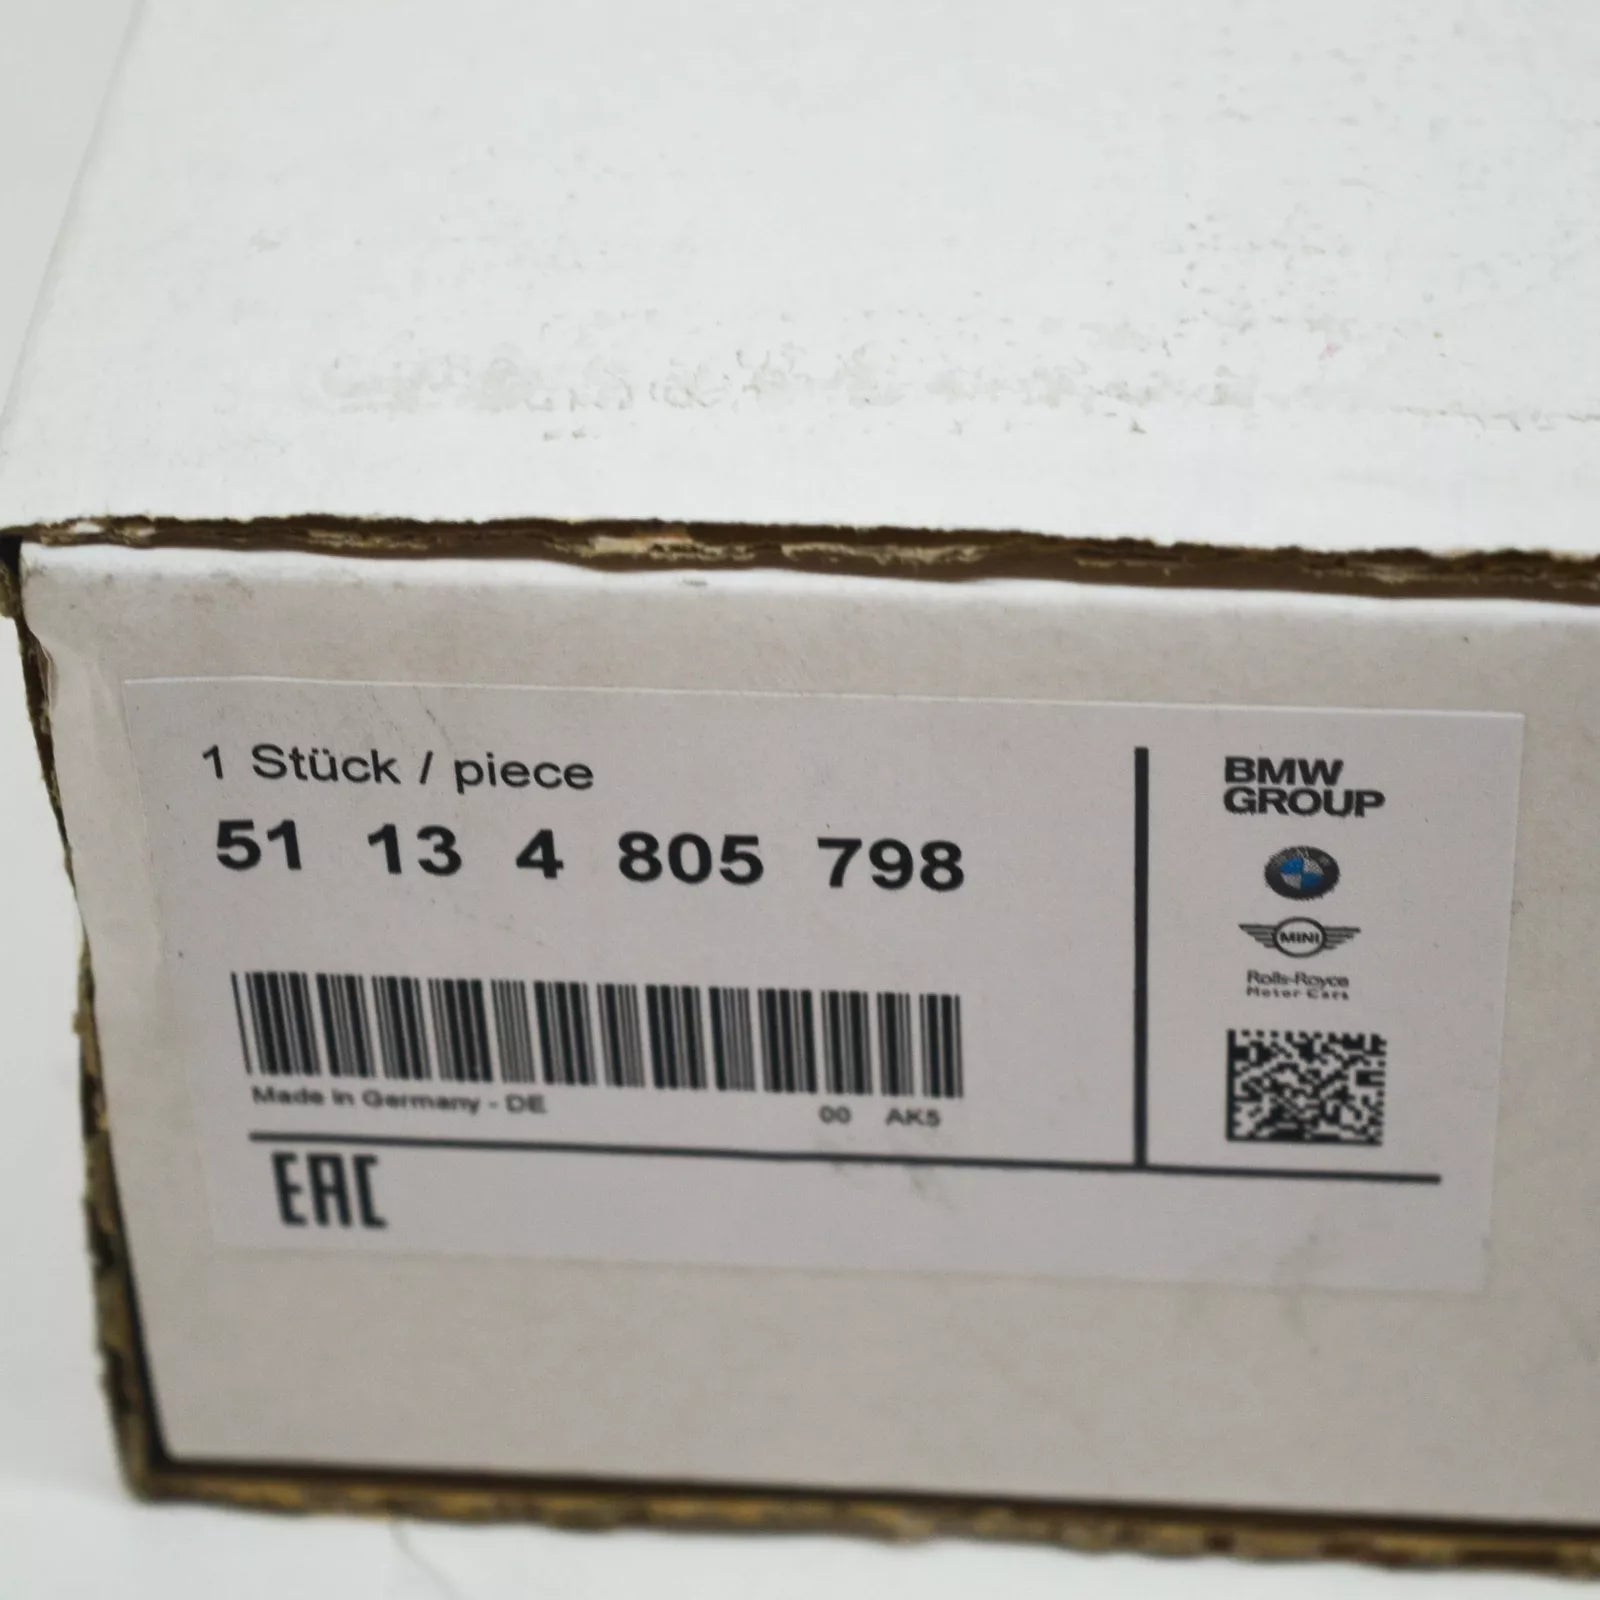 1 Stück / piece
51 13 4 805 798
Made in Germany - DE 00 AK5
EAC
BMW
GROUP
MINI
Rolls-Royce
Motor Cars